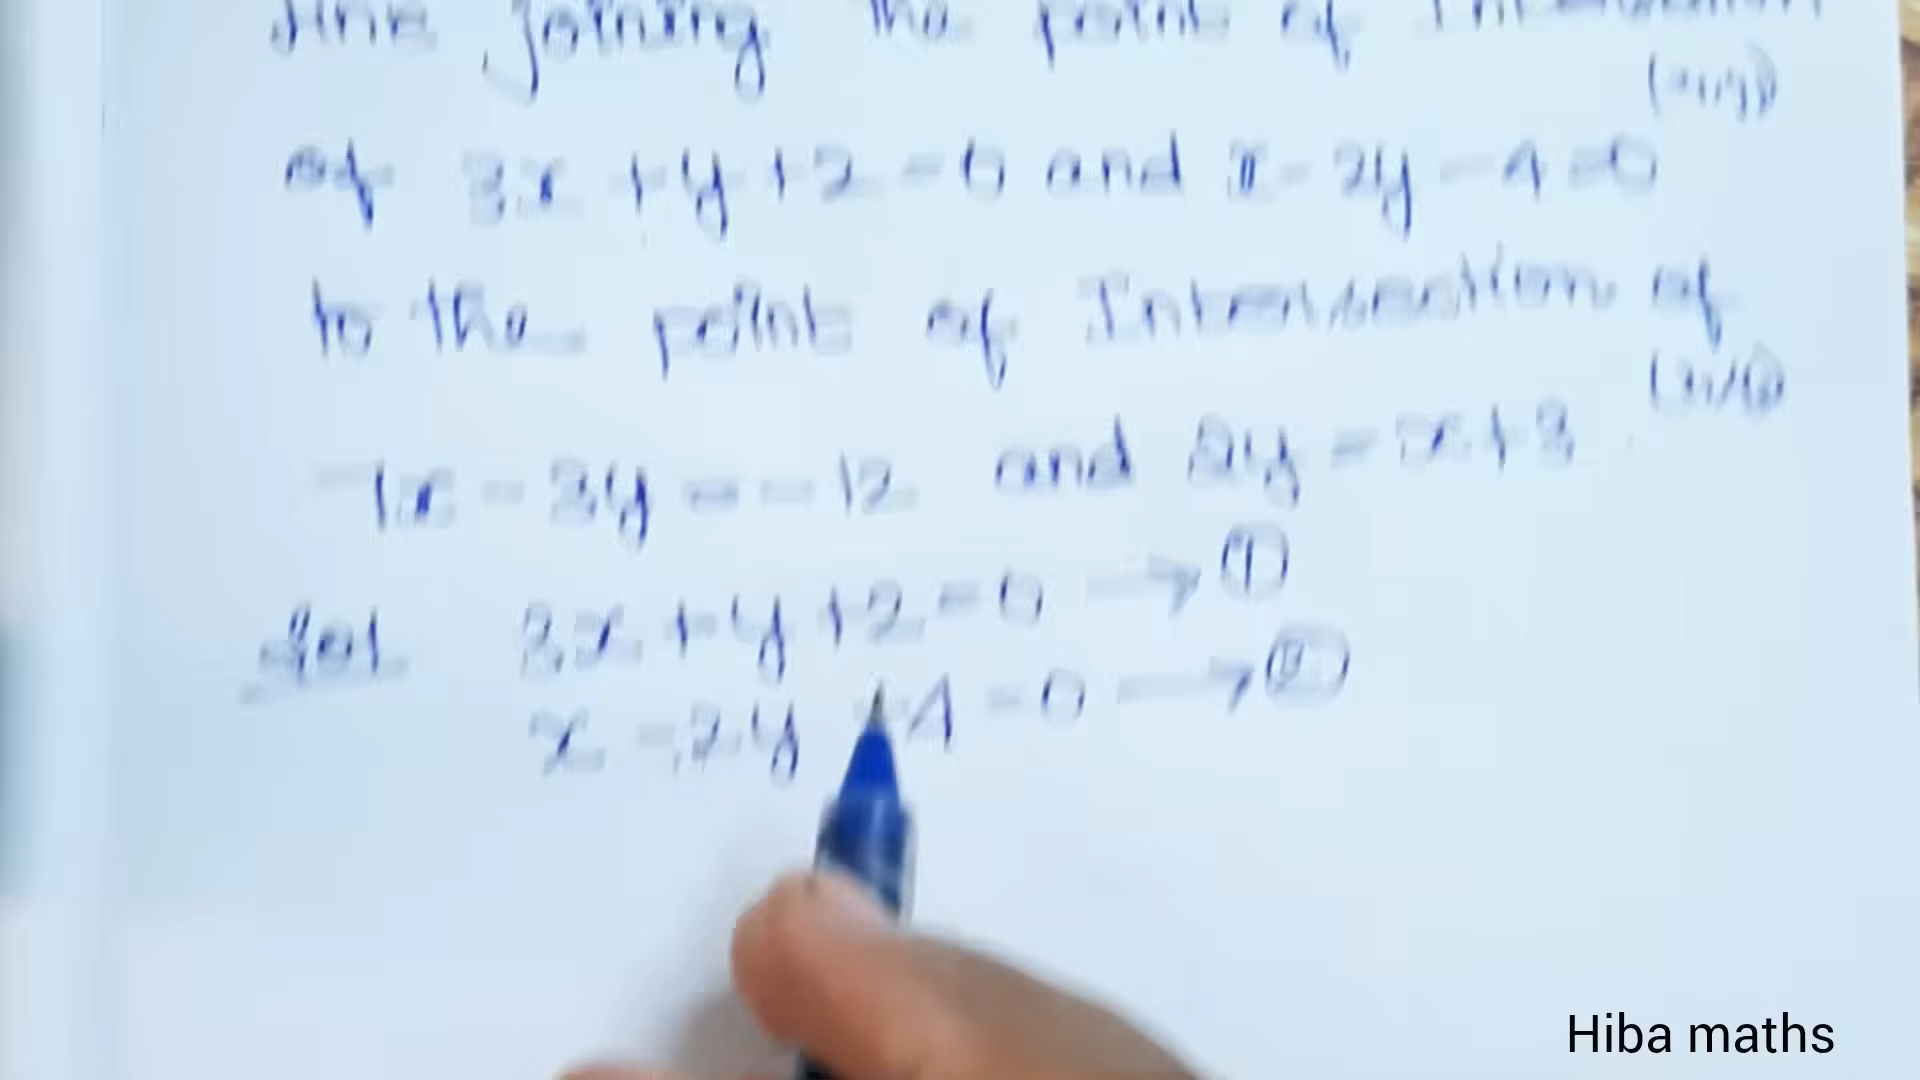 line joining the point of Intersection
(x1,y1)
of 3x + y + 2 = 0 and x - 2y - 4 = 0
to the point of Intersection of
7x - 3y = -12 and 2y = x + 3
Sol 3x + y + 2 = 0 → ①
x - 2y - 4 = 0 → ②
Hiba maths